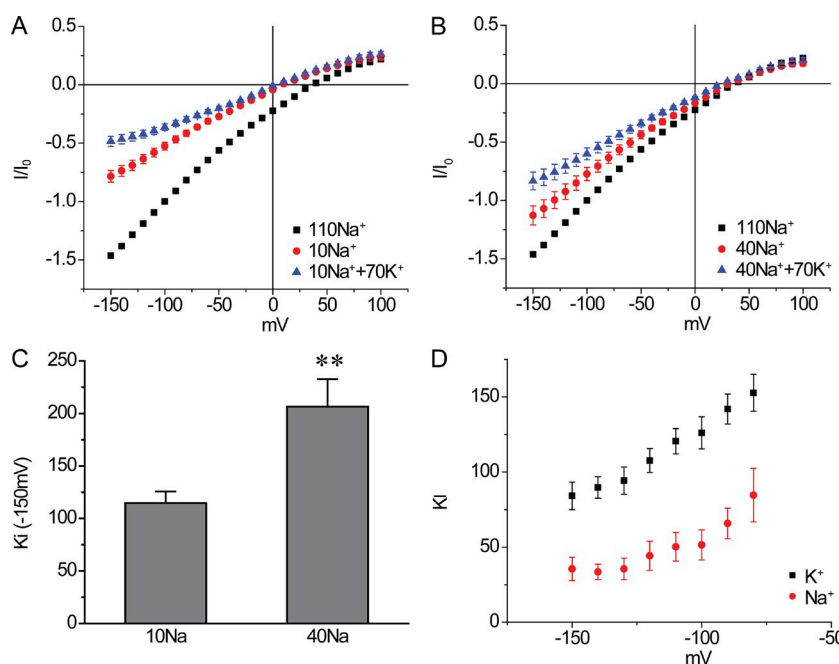 A
0.5
0.0
-0.5
-1.0
-1.5
I/I₀
110Na⁺
10Na⁺
10Na⁺+70K⁺
-150 -100 -50 0 50 100
mV
B
0.5
0.0
-0.5
-1.0
-1.5
I/I₀
110Na⁺
40Na⁺
40Na⁺+70K⁺
-150 -100 -50 0 50 100
mV
C
250
200
125
100
50
0
Ki (-150mV)
**
10Na 40Na
D
150
100
50
0
Ki
K⁺
Na⁺
-150 -100 -50
mV